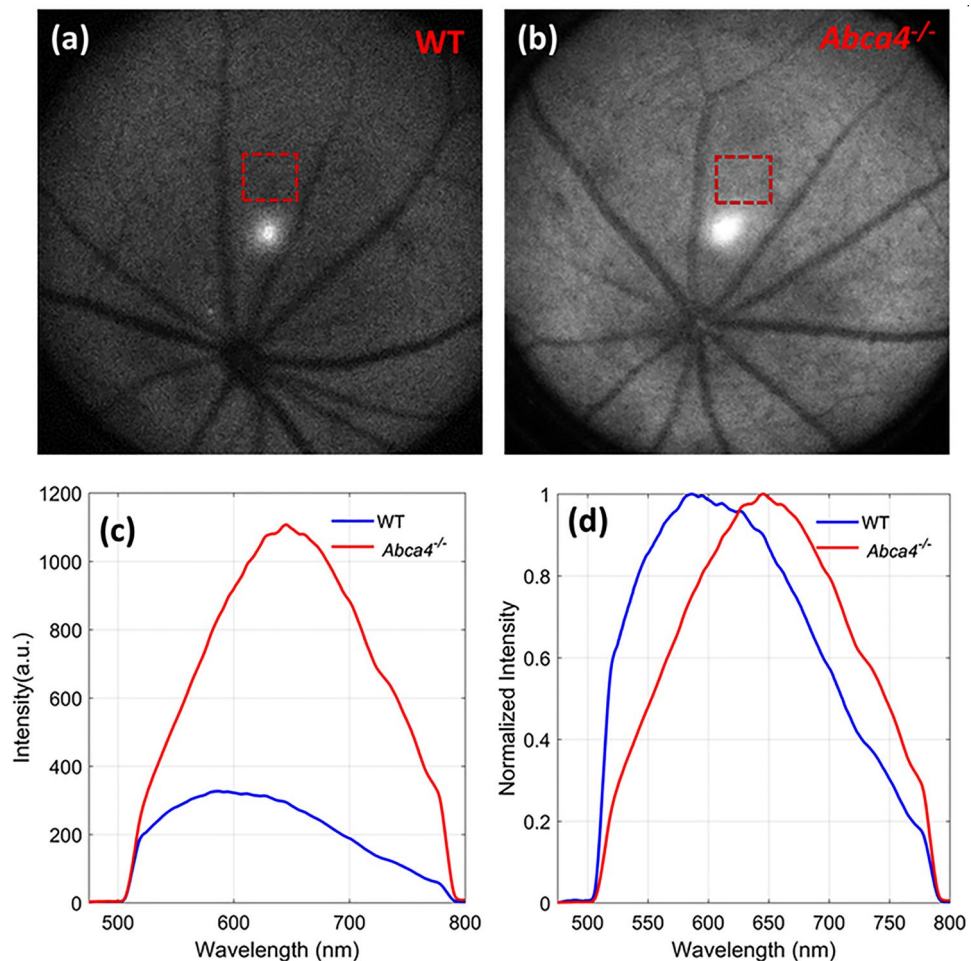 (a) WT
(b) Abca4-/-
(c)
WT
Abca4-/-
1200
1000
800
600
400
200
0
Intensity(a.u.)
500 600 700 800
Wavelength (nm)
(d)
WT
Abca4-/-
1
0.8
0.6
0.4
0.2
0
Normalized Intensity
500 550 600 650 700 750 800
Wavelength (nm)